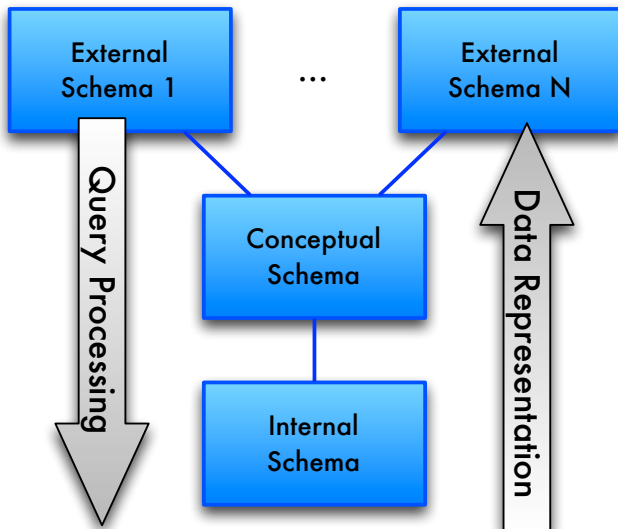 External
Schema 1
...
External
Schema N
Query Processing
Data Representation
Conceptual
Schema
Internal
Schema